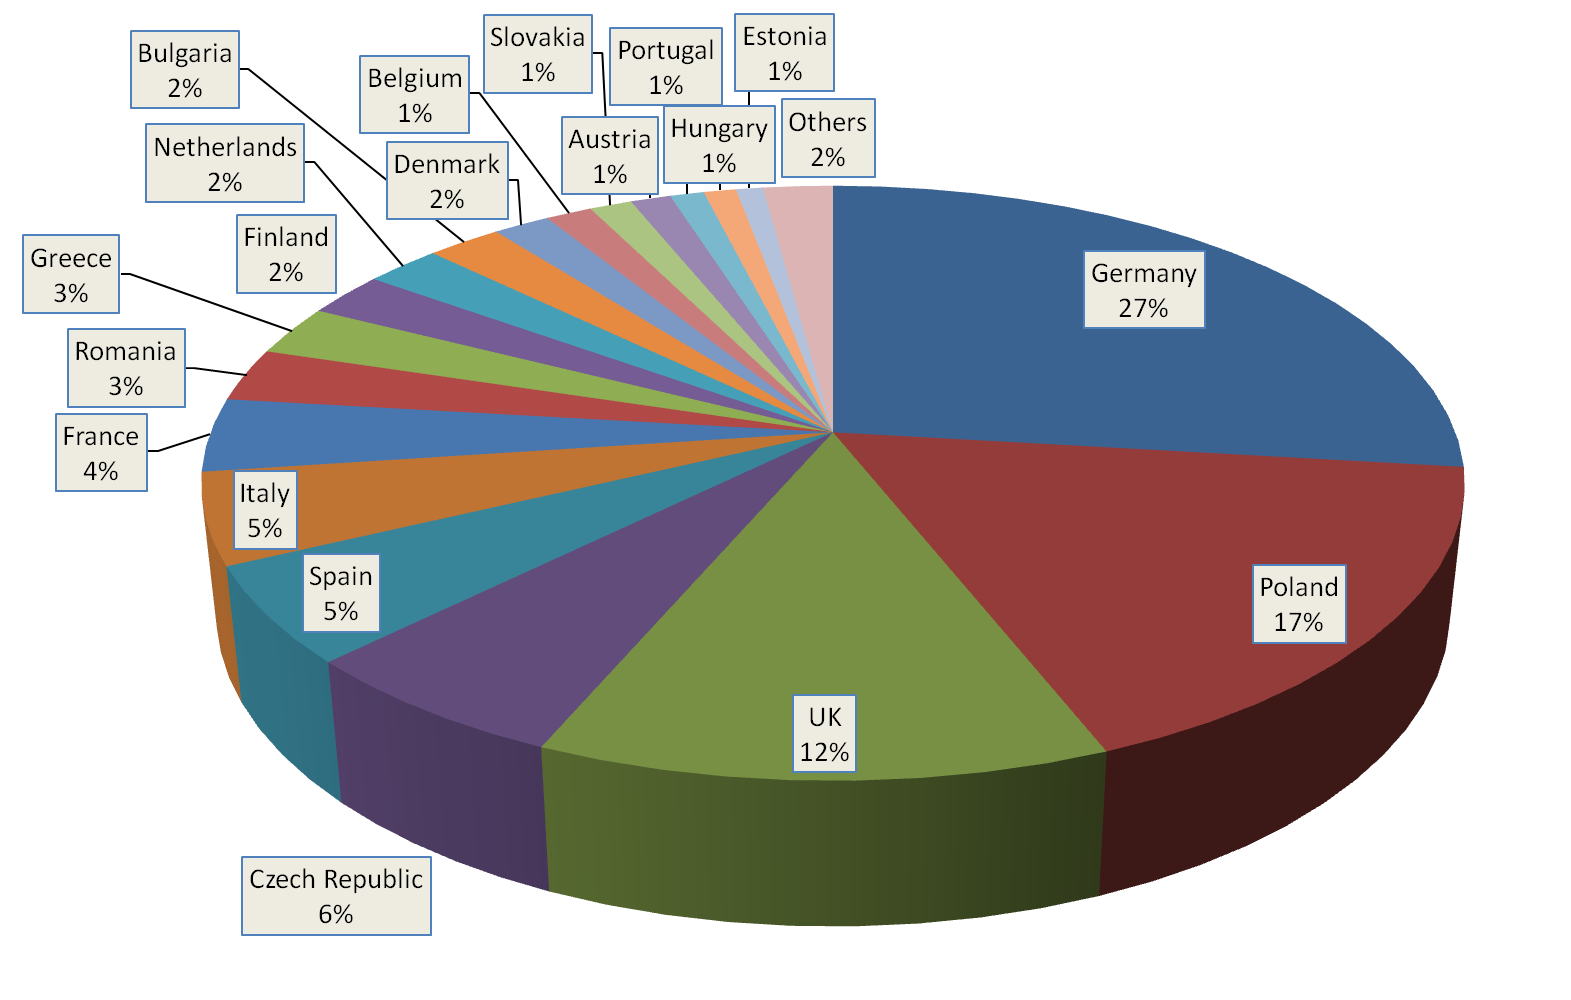 Slovakia
1%
Estonia
1%
Portugal
1%
Bulgaria
2%
Belgium
1%
Others
2%
Hungary
1%
Austria
1%
Netherlands
2%
Denmark
2%
Finland
2%
Greece
3%
Germany
27%
Romania
3%
France
4%
Italy
5%
Spain
5%
Poland
17%
UK
12%
Czech Republic
6%